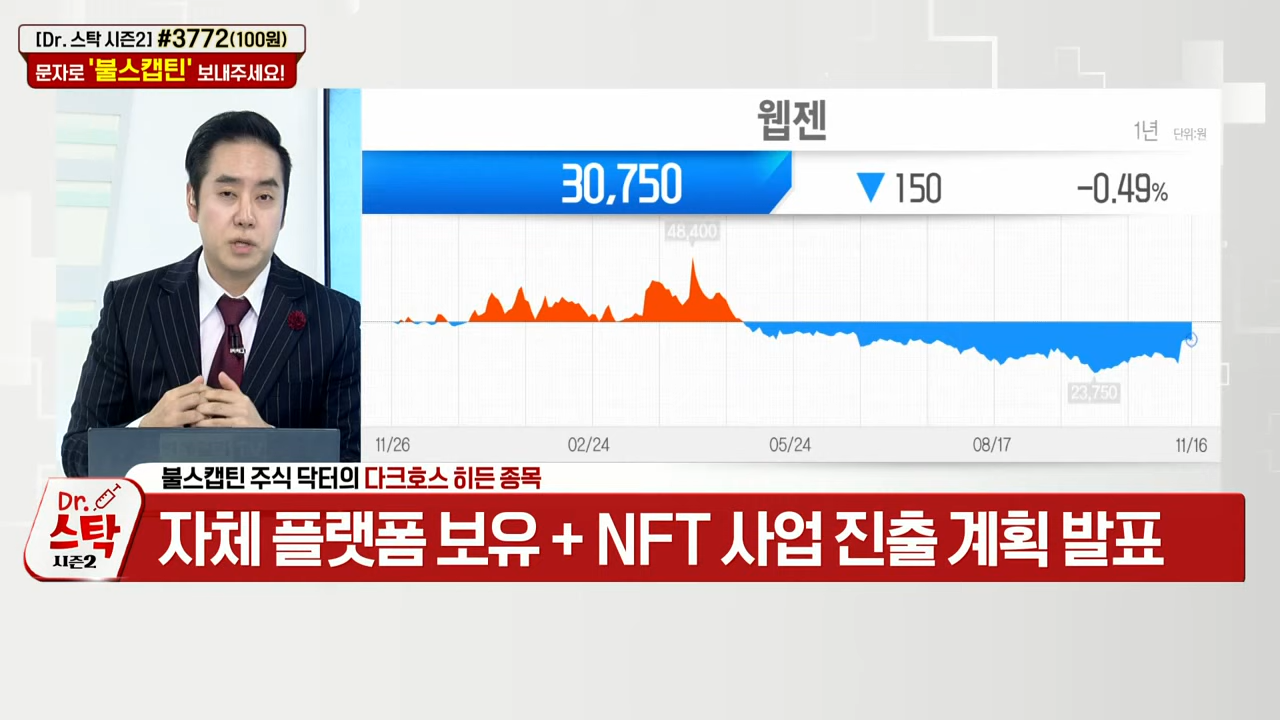 [Dr. 스탁 시즌2] #3772(100원)
문자로 '불스캡틴' 보내주세요!
웹젠
1년 단위:원
30,750 ▼ 150 -0.49%
48,400
23,750
11/26 02/24 05/24 08/17 11/16
불스캡틴 주식 닥터의 다크호스 히든 종목
Dr.
스탁
시즌2
자체 플랫폼 보유 + NFT 사업 진출 계획 발표